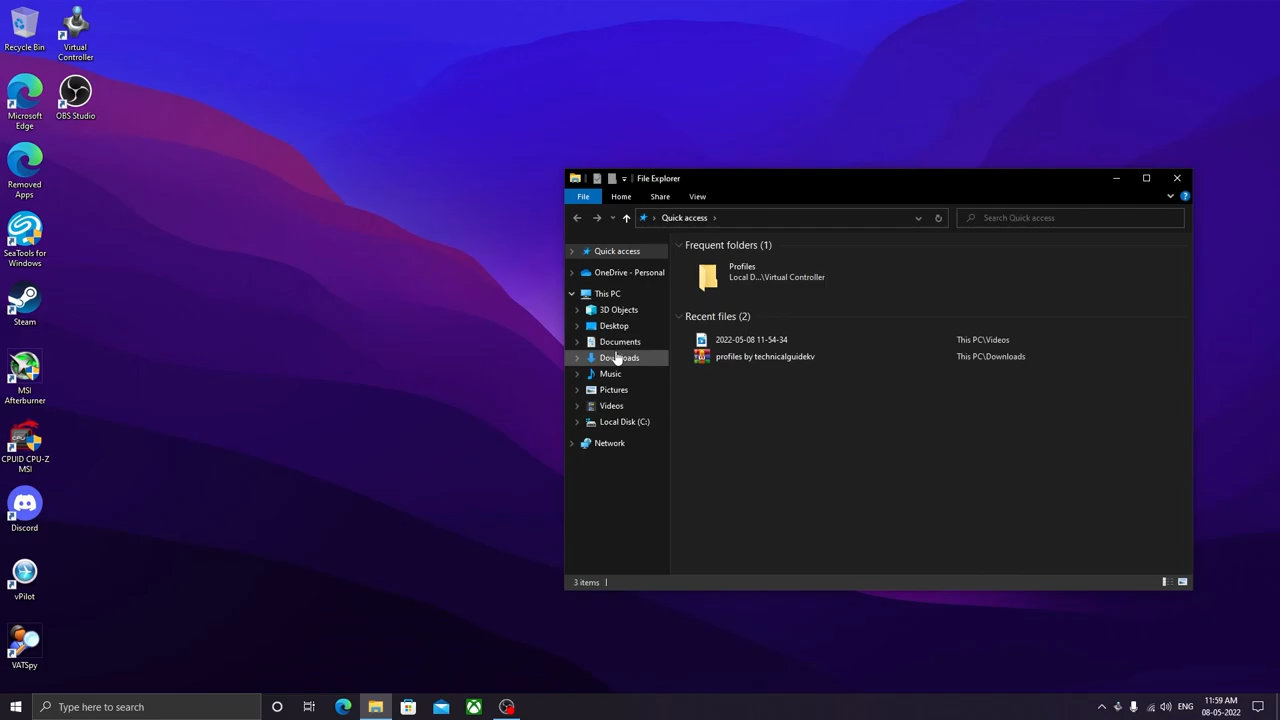 Recycle Bin
Virtual
Controller
Microsoft
Edge
OBS Studio
Removed
Apps
SeaTools for
Windows
Steam
MSI
Afterburner
CPUID CPU-Z
MSI
Discord
vPilot
VATSpy
File Explorer
File
Home
Share
View
Quick access
Search Quick access
Quick access
OneDrive - Personal
This PC
3D Objects
Desktop
Documents
Downloads
Music
Pictures
Videos
Local Disk (C:)
Network
Frequent folders (1)
Profiles
Local D...\Virtual Controller
Recent files (2)
2022-05-08 11-54-34
This PC\Videos
profiles by technicalguidekv
This PC\Downloads
3 items
Type here to search
ENG
11:59 AM
08-05-2022